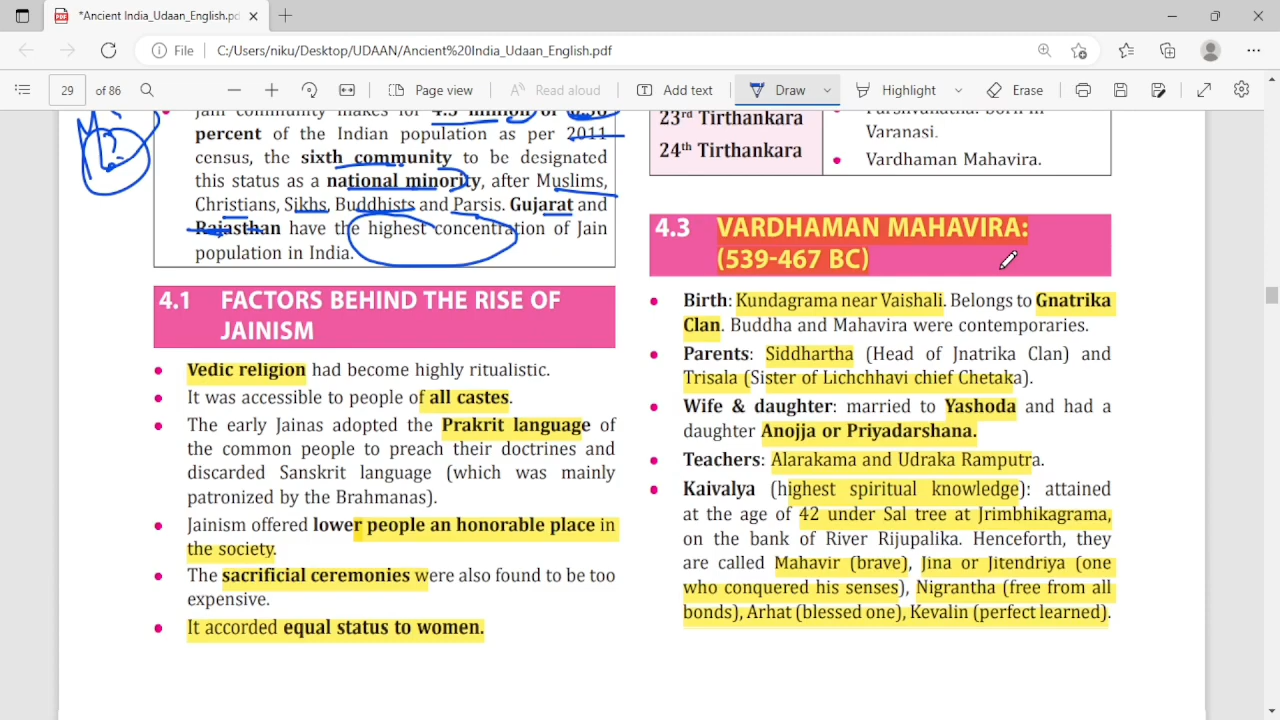 *Ancient India_Udaan_English.pd
File C:/Users/niku/Desktop/UDAAN/Ancient%20India_Udaan_English.pdf
29 of 86 Page view Read aloud Add text Draw Highlight Erase
percent of the Indian population as per 2011
census, the sixth community to be designated
this status as a national minority, after Muslims,
Christians, Sikhs, Buddhists and Parsis. Gujarat and
Rajasthan have the highest concentration of Jain
population in India.
4.1 FACTORS BEHIND THE RISE OF
JAINISM
• Vedic religion had become highly ritualistic.
• It was accessible to people of all castes.
• The early Jainas adopted the Prakrit language of
the common people to preach their doctrines and
discarded Sanskrit language (which was mainly
patronized by the Brahmanas).
• Jainism offered lower people an honorable place in
the society.
• The sacrificial ceremonies were also found to be too
expensive.
• It accorded equal status to women.
23rd Tirthankara
Varanasi.
24th Tirthankara
• Vardhaman Mahavira.
4.3 VARDHAMAN MAHAVIRA:
(539-467 BC)
• Birth: Kundagrama near Vaishali. Belongs to Gnatrika
Clan. Buddha and Mahavira were contemporaries.
• Parents: Siddhartha (Head of Jnatrika Clan) and
Trisala (Sister of Lichchhavi chief Chetaka).
• Wife & daughter: married to Yashoda and had a
daughter Anojja or Priyadarshana.
• Teachers: Alarakama and Udraka Ramputra.
• Kaivalya (highest spiritual knowledge): attained
at the age of 42 under Sal tree at Jrimbhikagrama,
on the bank of River Rijupalika. Henceforth, they
are called Mahavir (brave), Jina or Jitendriya (one
who conquered his senses), Nigrantha (free from all
bonds), Arhat (blessed one), Kevalin (perfect learned).